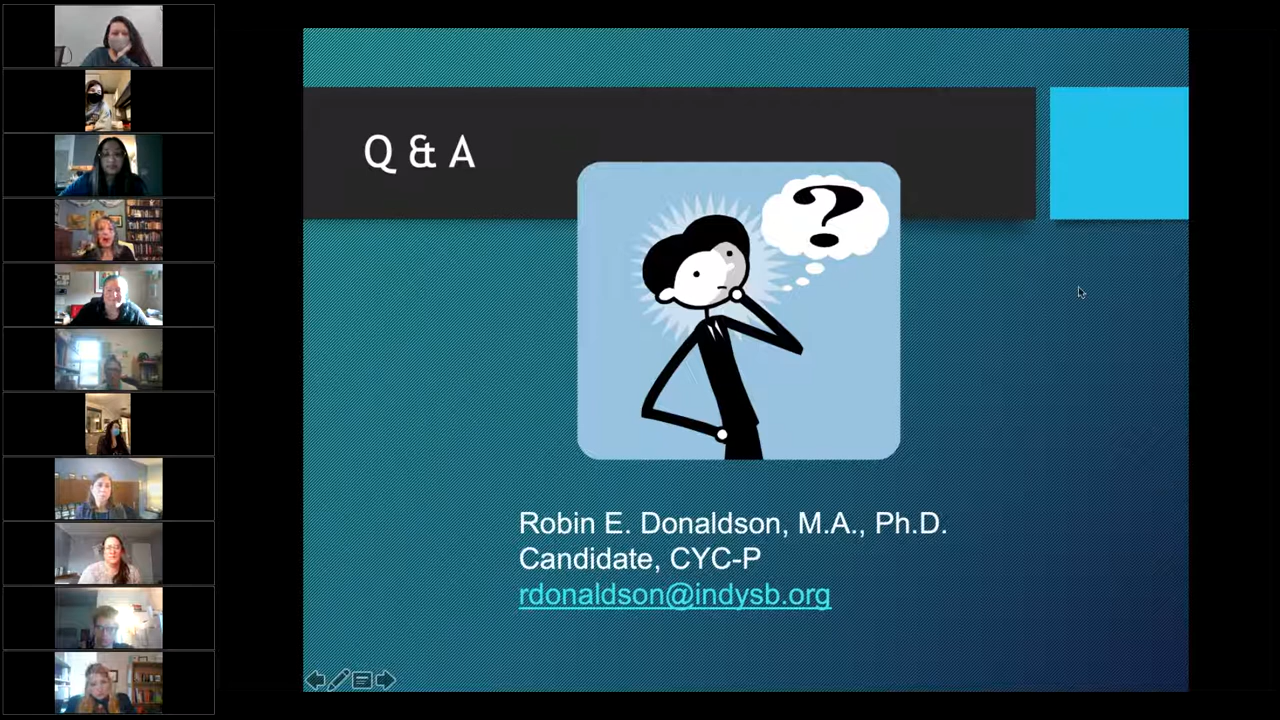 Q & A
?
Robin E. Donaldson, M.A., Ph.D.
Candidate, CYC-P
rdonaldson@indysb.org